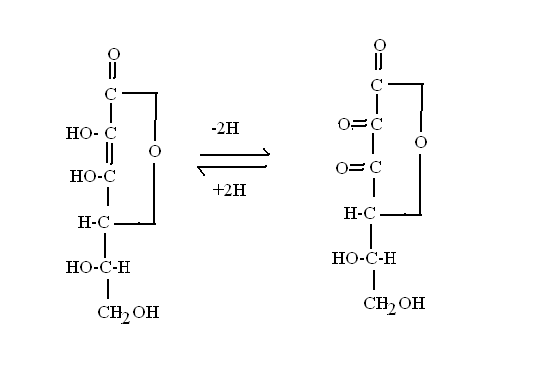 O
C
HO-C
O
HO-C
H-C
HO-C-H
CH2OH
-2H
+2H
O
C
O=C
O
O=C
H-C
HO-C-H
CH2OH